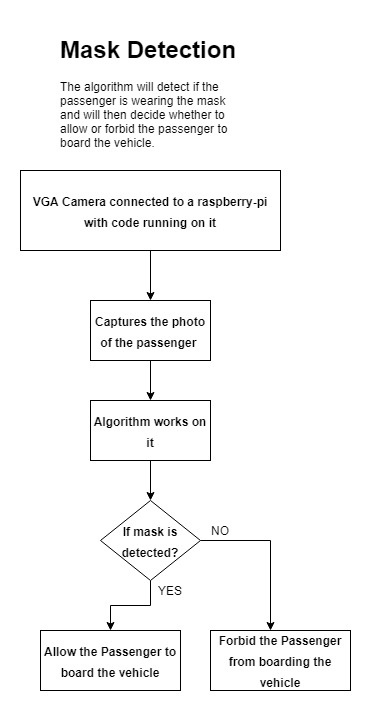 Mask Detection
The algorithm will detect if the
passenger is wearing the mask
and will then decide whether to
allow or forbid the passenger to
board the vehicle.
VGA Camera connected to a raspberry-pi
with code running on it
Captures the photo
of the passenger
Algorithm works on
it
If mask is
detected?
NO
YES
Allow the Passenger to
board the vehicle
Forbid the Passenger
from boarding the
vehicle